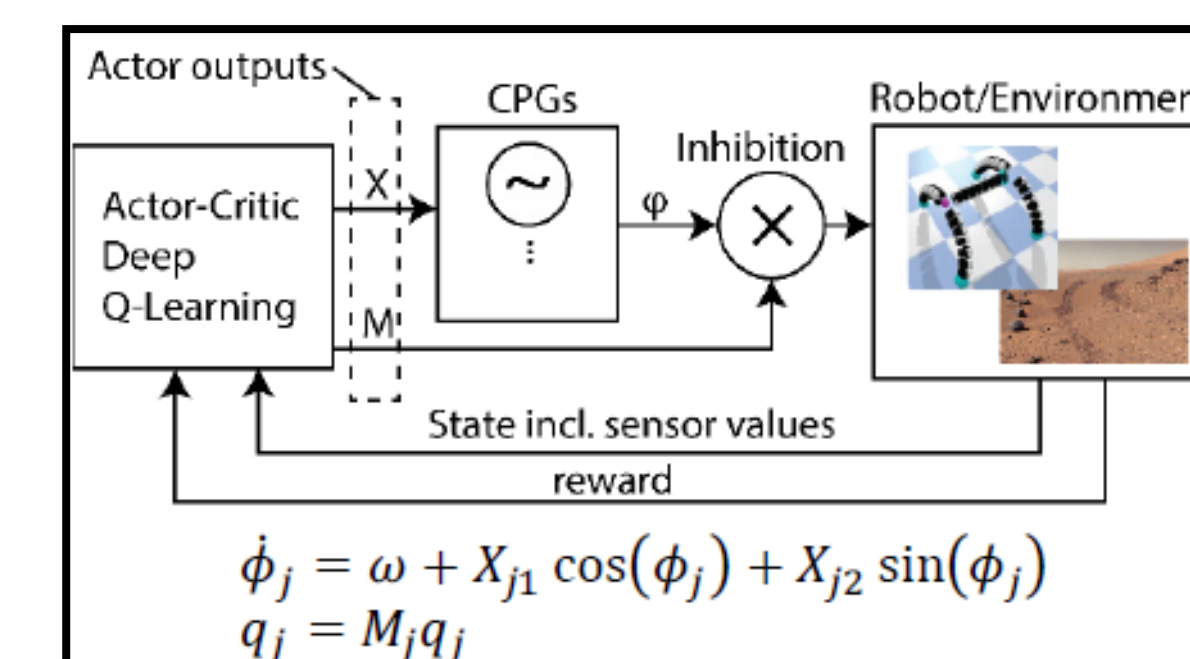 Actor outputs
CPGs
Robot/Environmen
Inhibition
X
~
φ
×
Actor-Critic
Deep
Q-Learning
⋮
M
State incl. sensor values
reward
ϕ̇ⱼ = ω + Xⱼ₁ cos(ϕⱼ) + Xⱼ₂ sin(ϕⱼ)
qⱼ = Mⱼqⱼ